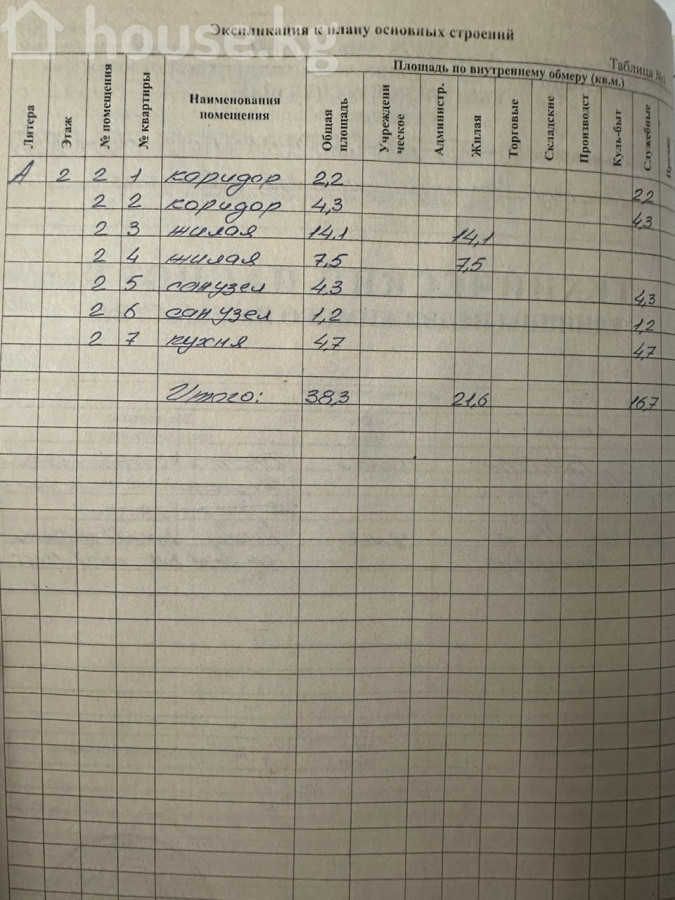 house.kg
Экспликация к плану основных строений
Таблица №1
Площадь по внутреннему обмеру (кв.м.)
Литера Этаж № помещения № квартиры Наименования помещения Общая площадь Учреждени ческое Администр. Жилая Торговые Складские Производст Куль-быт Служебные
А 2 2 1 коридор 2,2 2,2
2 2 коридор 4,3 4,3
2 3 жилая 14,1 14,1
2 4 жилая 7,5 7,5
2 5 санузел 4,3 4,3
2 6 санузел 1,2 1,2
2 7 кухня 4,7 4,7
Итого: 38,3 21,6 16,7